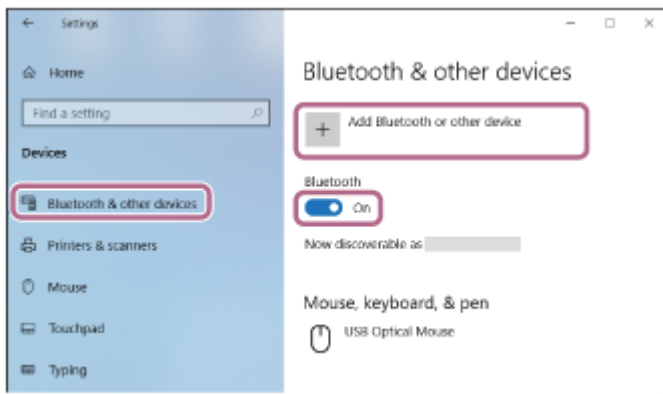 Settings
Home
Find a setting
Devices
Bluetooth & other devices
Printers & scanners
Mouse
Touchpad
Typing
Bluetooth & other devices
Add Bluetooth or other device
Bluetooth
On
Now discoverable as
Mouse, keyboard, & pen
USB Optical Mouse